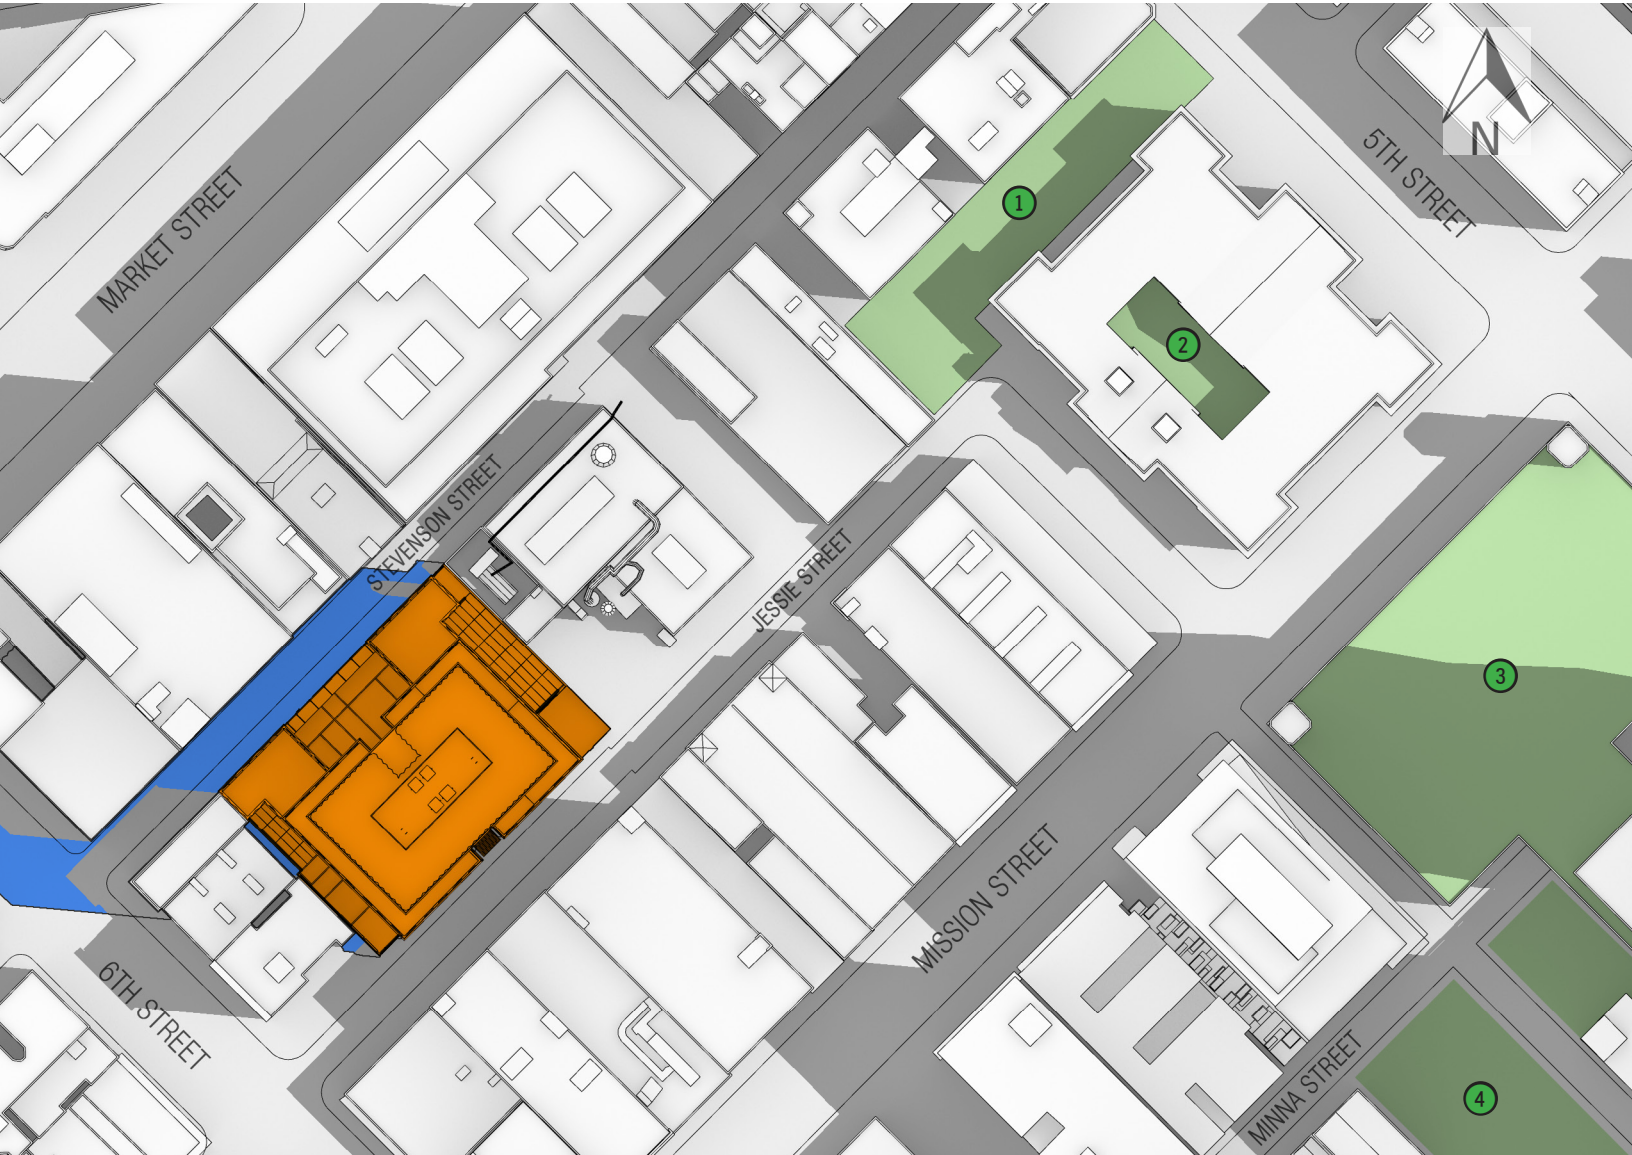 5TH STREET
N
MARKET STREET
1
2
STEVENSON STREET
JESSIE STREET
3
MISSION STREET
6TH STREET
MINNA STREET
4